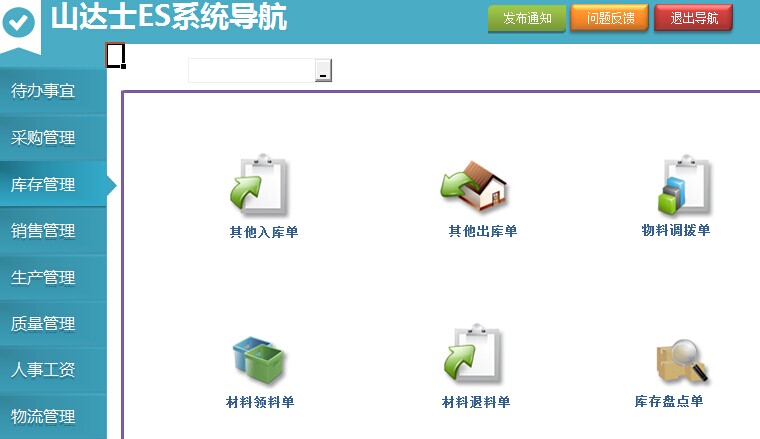 山达士ES系统导航
发布通知
问题反馈
退出导航
待办事宜
采购管理
库存管理
销售管理
生产管理
质量管理
人事工资
物流管理
其他入库单
其他出库单
物料调拨单
材料领料单
材料退料单
库存盘点单